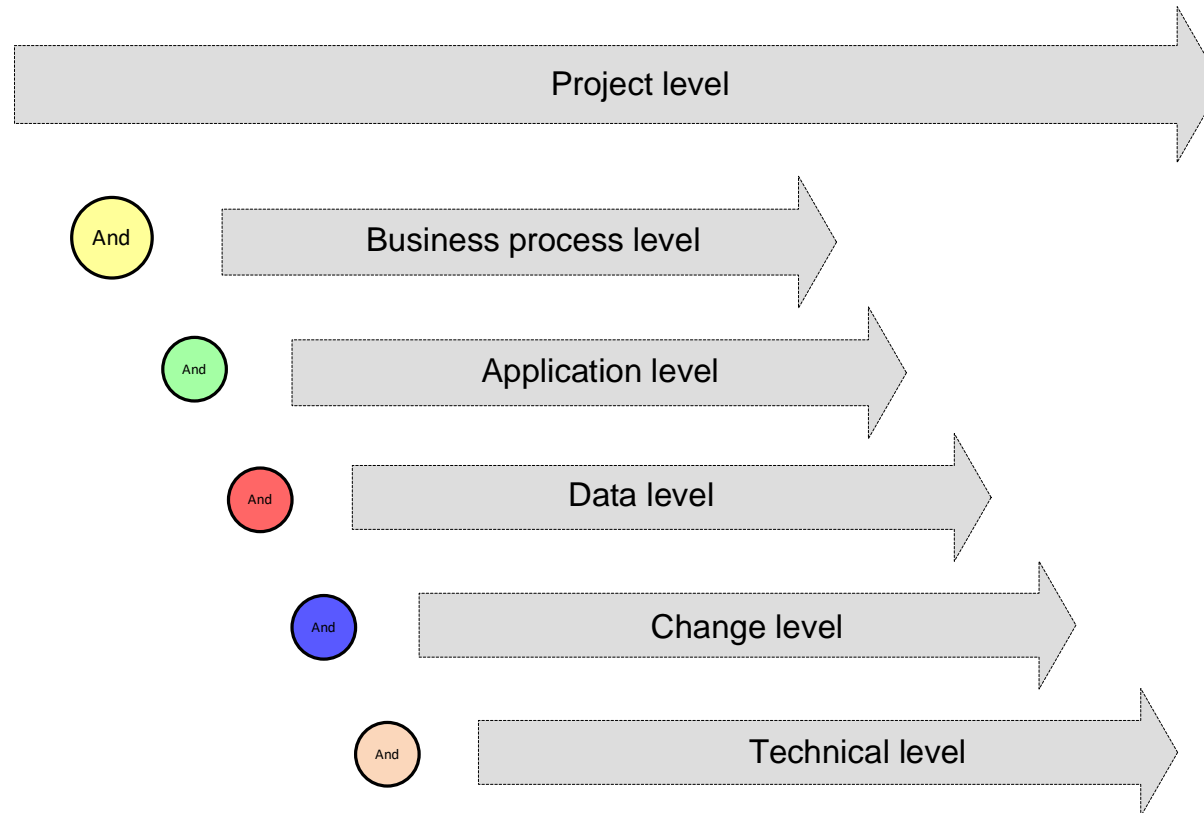 Project level
And
Business process level
And
Application level
And
Data level
And
Change level
And
Technical level